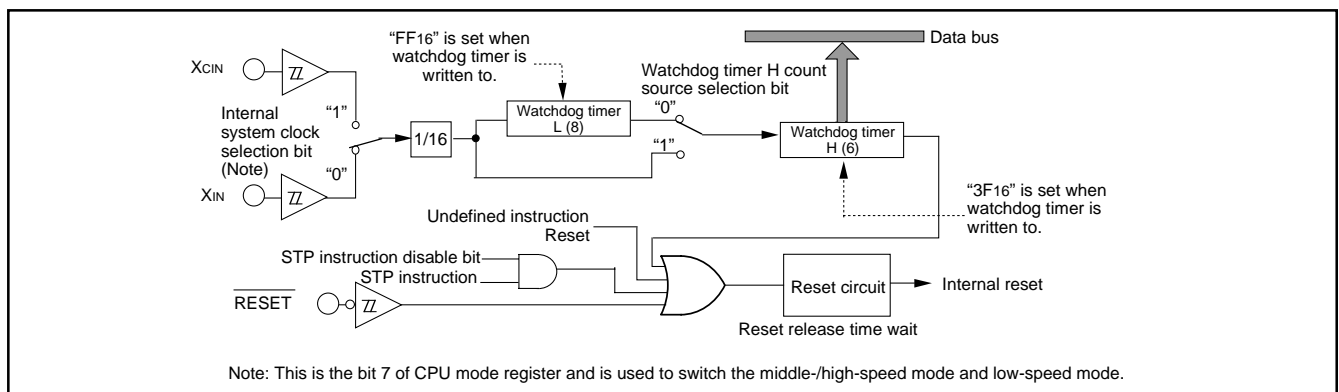 XCIN
"FF16" is set when
watchdog timer is
written to.
Data bus
Internal
system clock
selection bit
(Note)
"1"
"0"
1/16
Watchdog timer
L (8)
Watchdog timer H count
source selection bit
"0"
"1"
Watchdog timer
H (6)
XIN
"3F16" is set when
watchdog timer is
written to.
Undefined instruction
Reset
STP instruction disable bit
STP instruction
RESET
Reset circuit
Internal reset
Reset release time wait
Note: This is the bit 7 of CPU mode register and is used to switch the middle-/high-speed mode and low-speed mode.